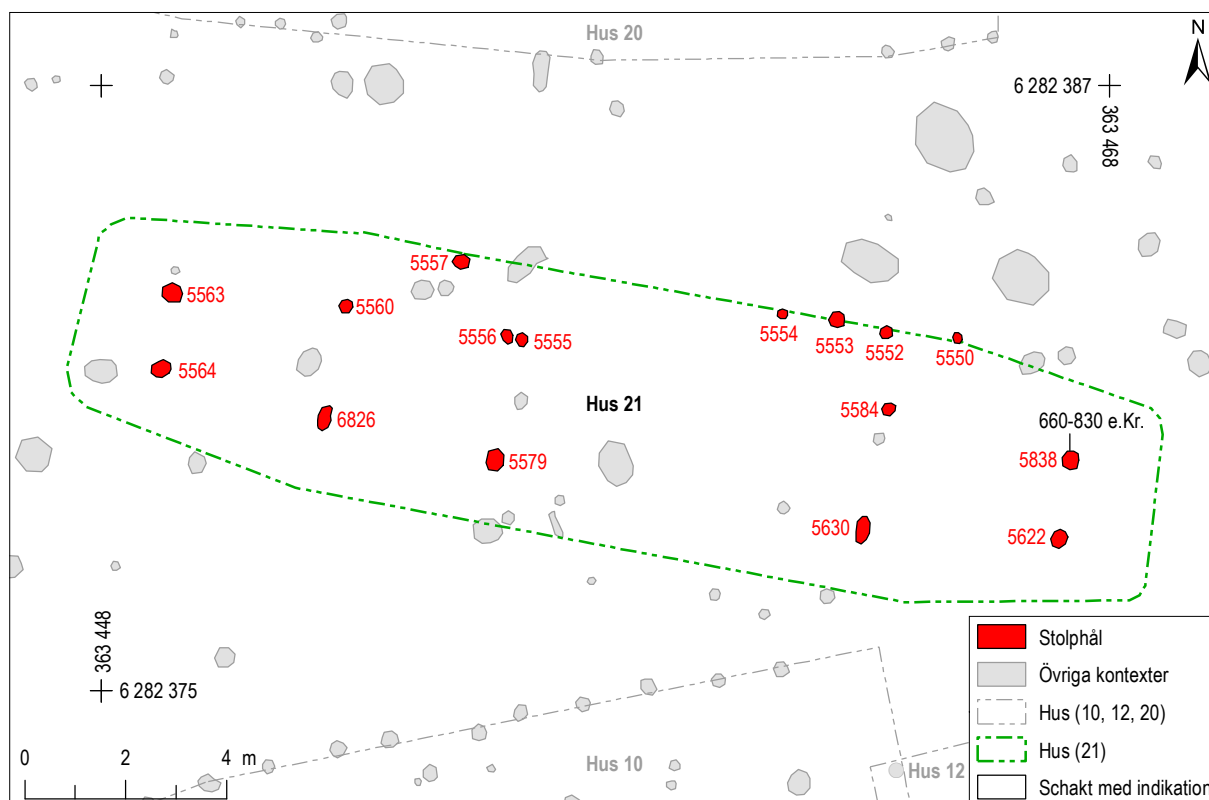 Hus 20
N
6 282 387
363 468
5557
5563
5560
5554
5553
5552
5550
5556
5555
5564
Hus 21
5584
6826
660-830 e.Kr.
5579
5838
5630
5622
363 448
6 282 375
Stolphål
Övriga kontexter
Hus (10, 12, 20)
Hus (21)
Schakt med indikation
0 2 4 m
Hus 10
Hus 12